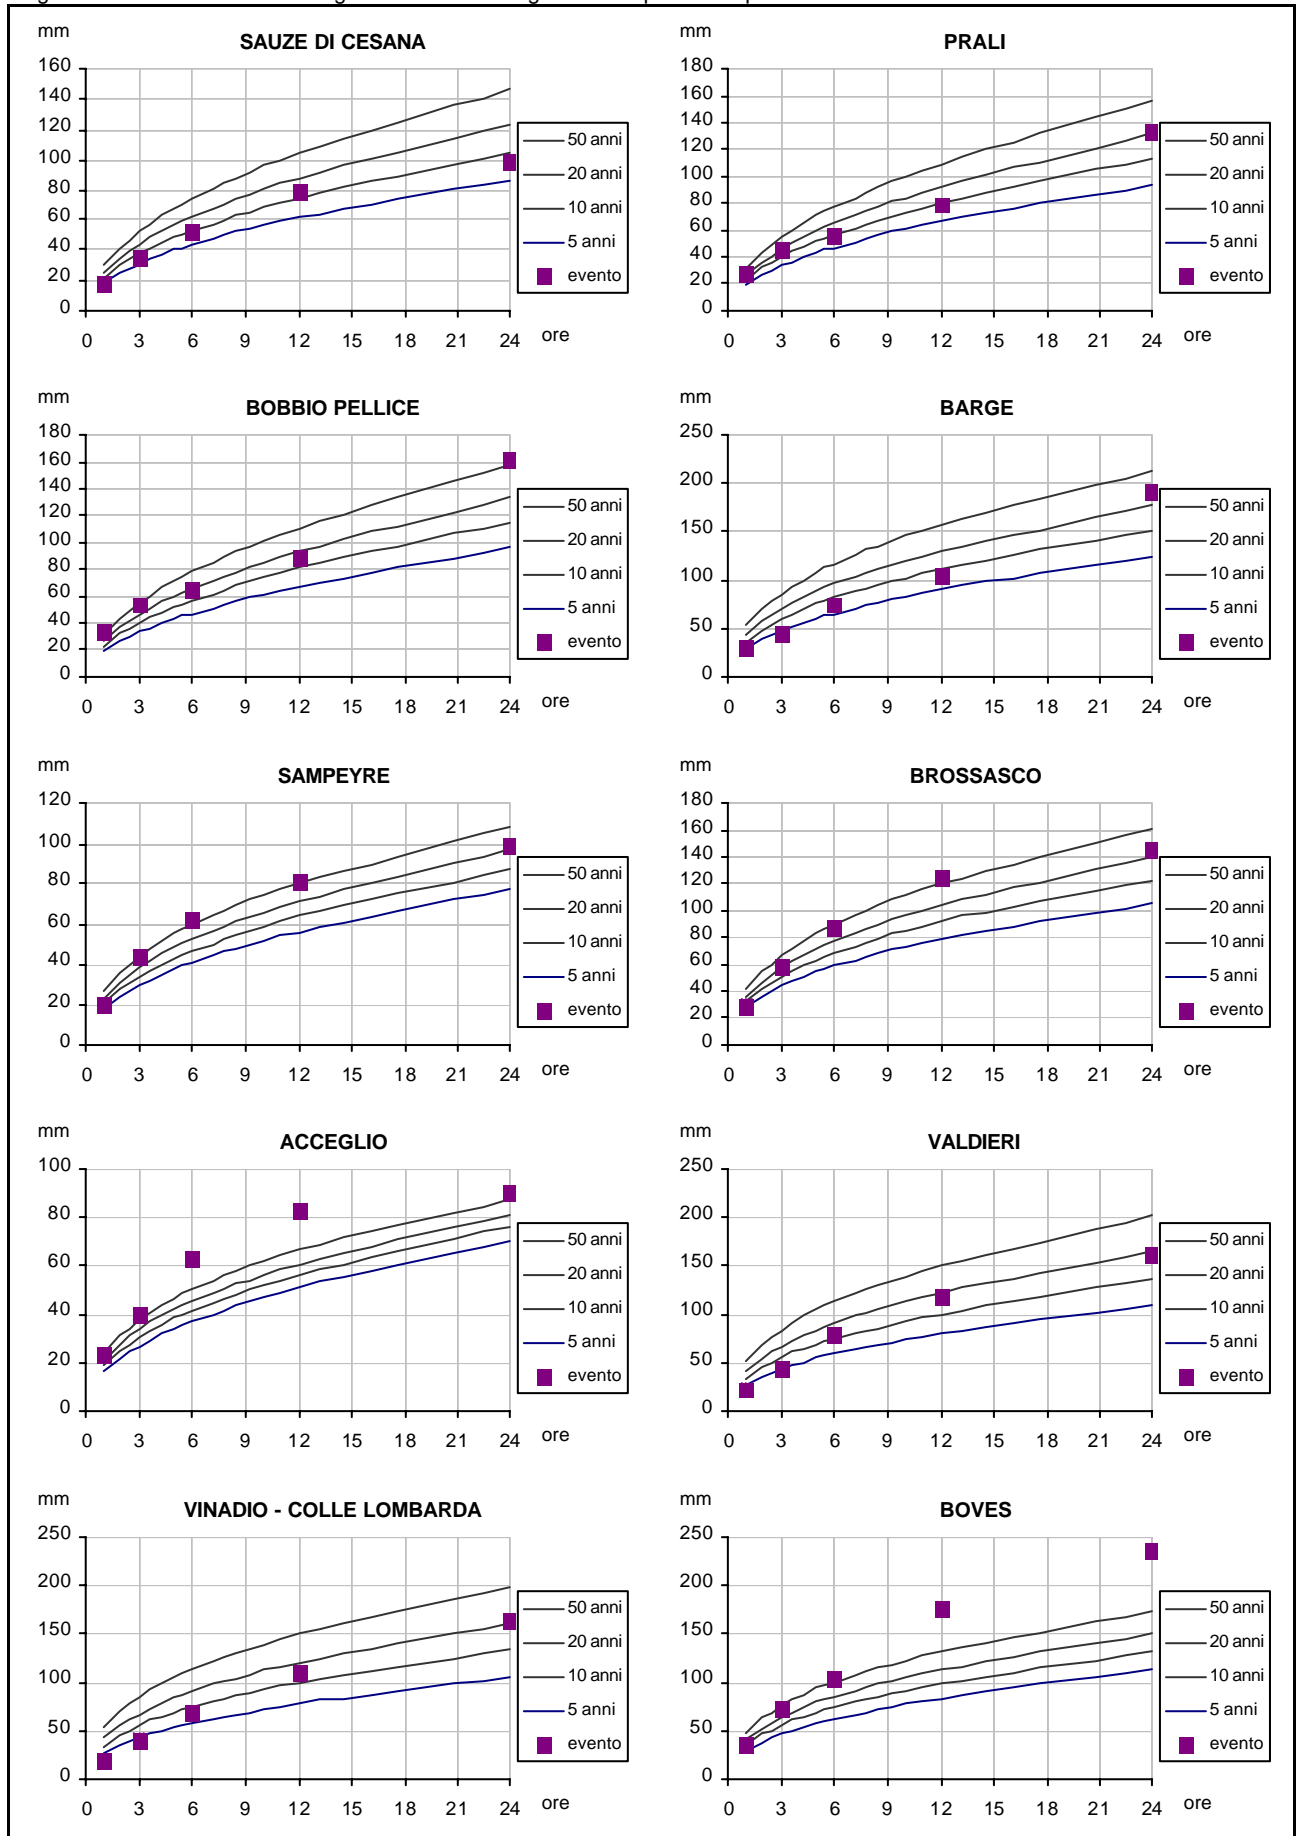 mm
SAUZE DI CESANA
160
140
120
100
80
60
40
20
0
0 3 6 9 12 15 18 21 24 ore
50 anni
20 anni
10 anni
5 anni
evento
mm
PRALI
180
160
140
120
100
80
60
40
20
0
0 3 6 9 12 15 18 21 24 ore
50 anni
20 anni
10 anni
5 anni
evento
mm
BOBBIO PELLICE
180
160
140
120
100
80
60
40
20
0
0 3 6 9 12 15 18 21 24 ore
50 anni
20 anni
10 anni
5 anni
evento
mm
BARGE
250
200
150
100
50
0
0 3 6 9 12 15 18 21 24 ore
50 anni
20 anni
10 anni
5 anni
evento
mm
SAMPEYRE
120
100
80
60
40
20
0
0 3 6 9 12 15 18 21 24 ore
50 anni
20 anni
10 anni
5 anni
evento
mm
BROSSASCO
180
160
140
120
100
80
60
40
20
0
0 3 6 9 12 15 18 21 24 ore
50 anni
20 anni
10 anni
5 anni
evento
mm
ACCEGLIO
100
80
60
40
20
0
0 3 6 9 12 15 18 21 24 ore
50 anni
20 anni
10 anni
5 anni
evento
mm
VALDIERI
250
200
150
100
50
0
0 3 6 9 12 15 18 21 24 ore
50 anni
20 anni
10 anni
5 anni
evento
mm
VINADIO - COLLE LOMBARDA
250
200
150
100
50
0
0 3 6 9 12 15 18 21 24 ore
50 anni
20 anni
10 anni
5 anni
evento
mm
BOVES
250
200
150
100
50
0
0 3 6 9 12 15 18 21 24 ore
50 anni
20 anni
10 anni
5 anni
evento